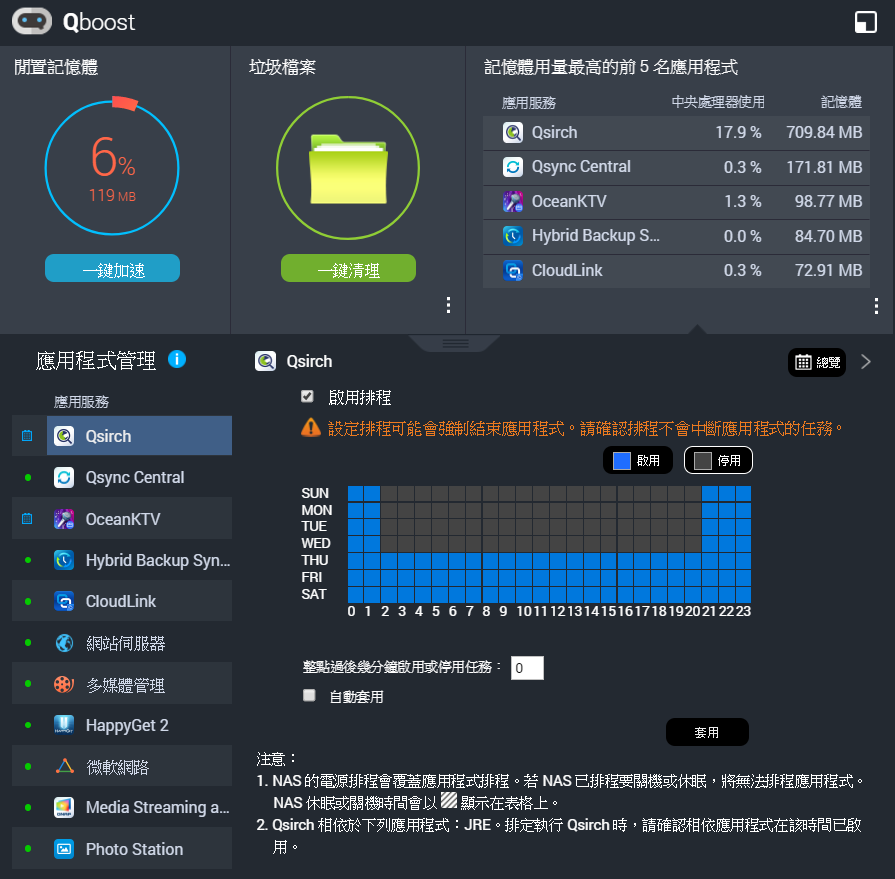 Qboost
閒置記憶體
6%
119 MB
一鍵加速
垃圾檔案
一鍵清理
記憶體用量最高的前 5 名應用程式
應用服務 中央處理器使用 記憶體
Qsirch 17.9 % 709.84 MB
Qsync Central 0.3 % 171.81 MB
OceanKTV 1.3 % 98.77 MB
Hybrid Backup S... 0.0 % 84.70 MB
CloudLink 0.3 % 72.91 MB
應用程式管理
應用服務
Qsirch
Qsync Central
OceanKTV
Hybrid Backup Syn...
CloudLink
網站伺服器
多媒體管理
HappyGet 2
微軟網路
Media Streaming a...
Photo Station
Qsirch
總覽
啟用排程
設定排程可能會強制結束應用程式。請確認排程不會中斷應用程式的任務。
啟用 停用
SUN
MON
TUE
WED
THU
FRI
SAT
0 1 2 3 4 5 6 7 8 9 10 11 12 13 14 15 16 17 18 19 20 21 22 23
整點過後幾分鐘啟用或停用任務： 0
自動套用
套用
注意：
1. NAS 的電源排程會覆蓋應用程式排程。若 NAS 已排程要關機或休眠，將無法排程應用程式。
NAS 休眠或關機時間會以 顯示在表格上。
2. Qsirch 相依於下列應用程式：JRE。排定執行 Qsirch 時，請確認相依應用程式在該時間已啟
用。